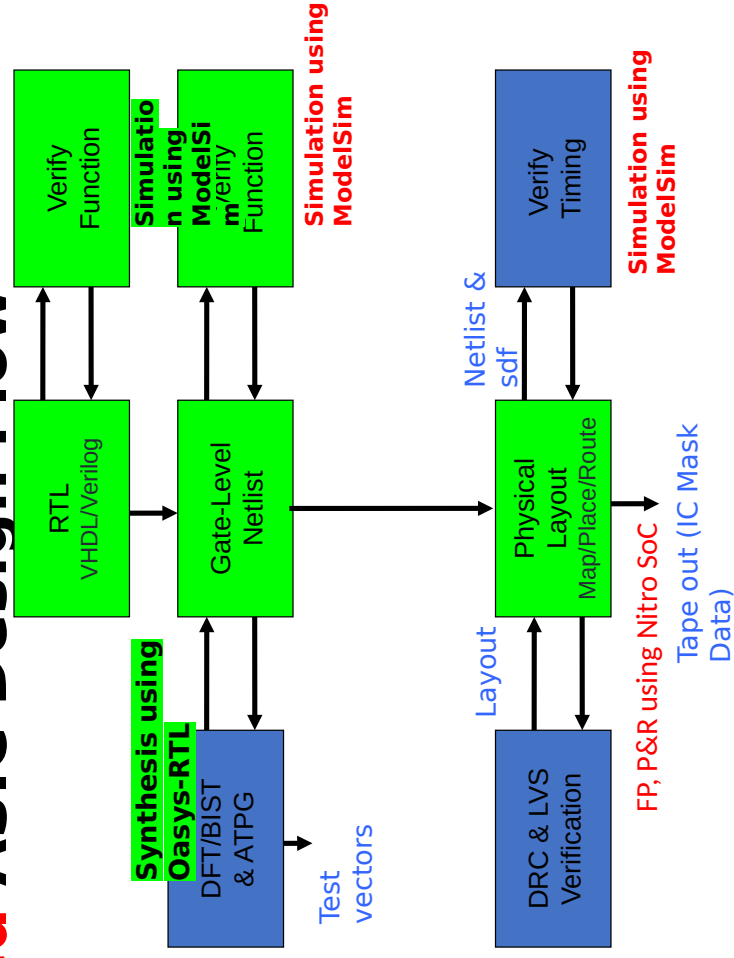 ASIC Design Flow
RTL
VHDL/Verilog
Verify
Function
Simulatio
n using
ModelSi
m
Verify
Function
Simulation using
ModelSim
Synthesis using
Oasys-RTL
DFT/BIST
& ATPG
Gate-Level
Netlist
Test
vectors
DRC & LVS
Verification
Layout
Physical
Layout
Map/Place/Route
Netlist &
sdf
Verify
Timing
Simulation using
ModelSim
FP, P&R using Nitro SoC
Tape out (IC Mask
Data)